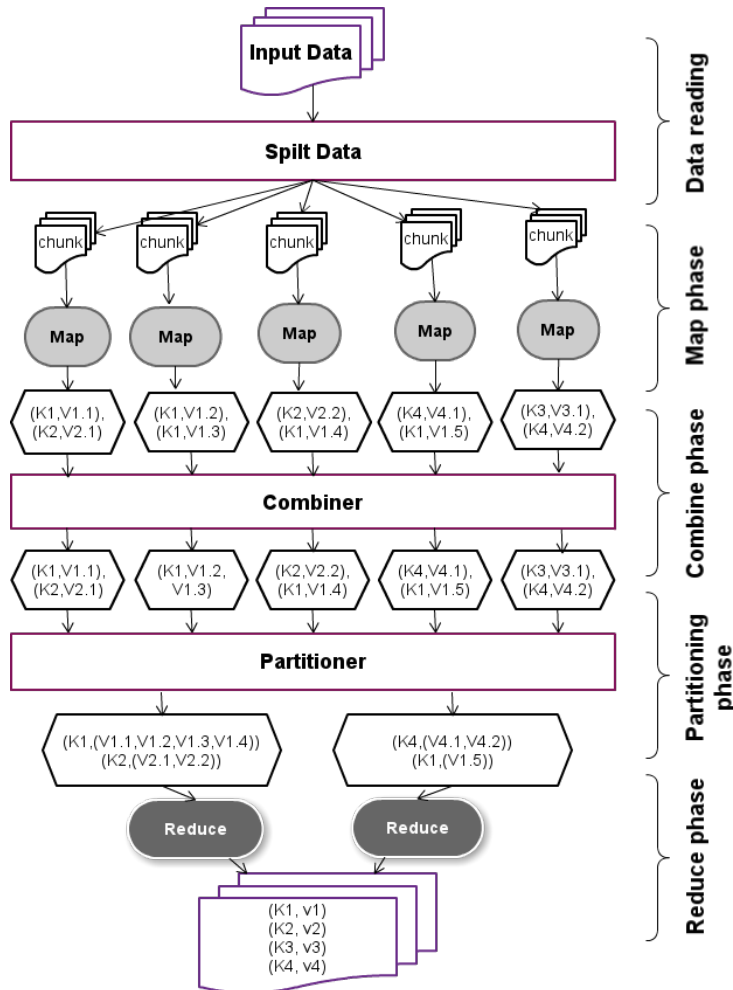 Input Data
Spilt Data
Data reading
chunk
chunk
chunk
chunk
chunk
Map
Map
Map
Map
Map
Map phase
(K1,V1.1),
(K2,V2.1)
(K1,V1.2),
(K1,V1.3)
(K2,V2.2),
(K1,V1.4)
(K4,V4.1),
(K1,V1.5)
(K3,V3.1),
(K4,V4.2)
Combiner
Combine phase
(K1,V1.1),
(K2,V2.1)
(K1,V1.2,
V1.3)
(K2,V2.2),
(K1,V1.4)
(K4,V4.1),
(K1,V1.5)
(K3,V3.1),
(K4,V4.2)
Partitioner
Partitioning
phase
(K1,(V1.1,V1.2,V1.3,V1.4))
(K2,(V2.1,V2.2))
(K4,(V4.1,V4.2))
(K1,(V1.5))
Reduce
Reduce
Reduce phase
(K1, v1)
(K2, v2)
(K3, v3)
(K4, v4)